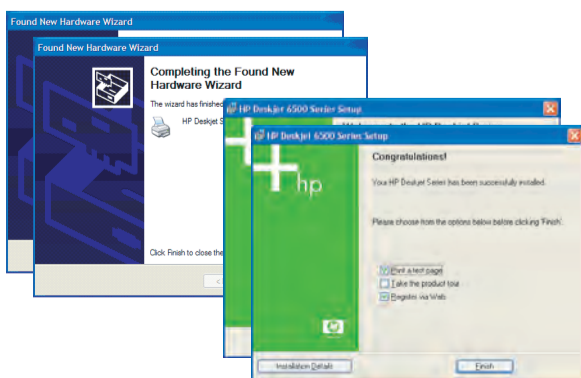 Found New Hardware Wizard
Found New Hardware Wizard
Completing the Found New
Hardware Wizard
The wizard has finished
HP Deskjet S
Click Finish to close the
<
HP Deskjet 6500 Series Setup
HP Deskjet 6500 Series Setup
hp
Congratulations!
Your HP Deskjet Series has been successfully installed.
Please choose from the options below before clicking 'Finish'.
Print a test page
Take the product tour
Register via Web
hp
Installation Details
Finish